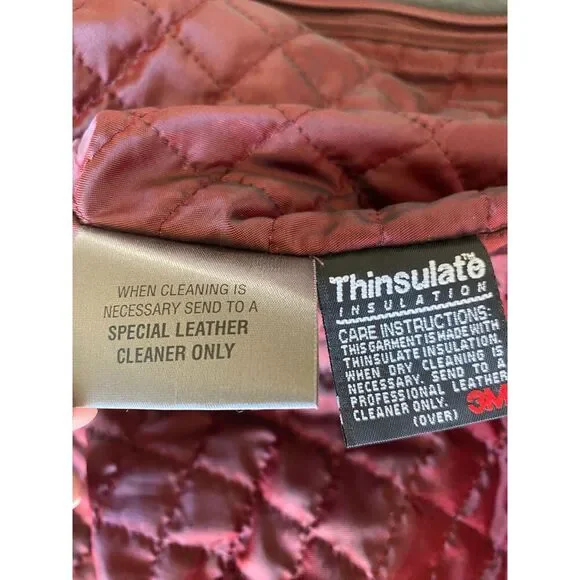 WHEN CLEANING IS
NECESSARY SEND TO A
SPECIAL LEATHER
CLEANER ONLY
Thinsulate™
INSULATION
CARE INSTRUCTIONS:
THIS GARMENT IS MADE WITH
THINSULATE INSULATION.
WHEN DRY CLEANING IS
NECESSARY. SEND TO A
PROFESSIONAL LEATHER
CLEANER ONLY.
(OVER) 3M